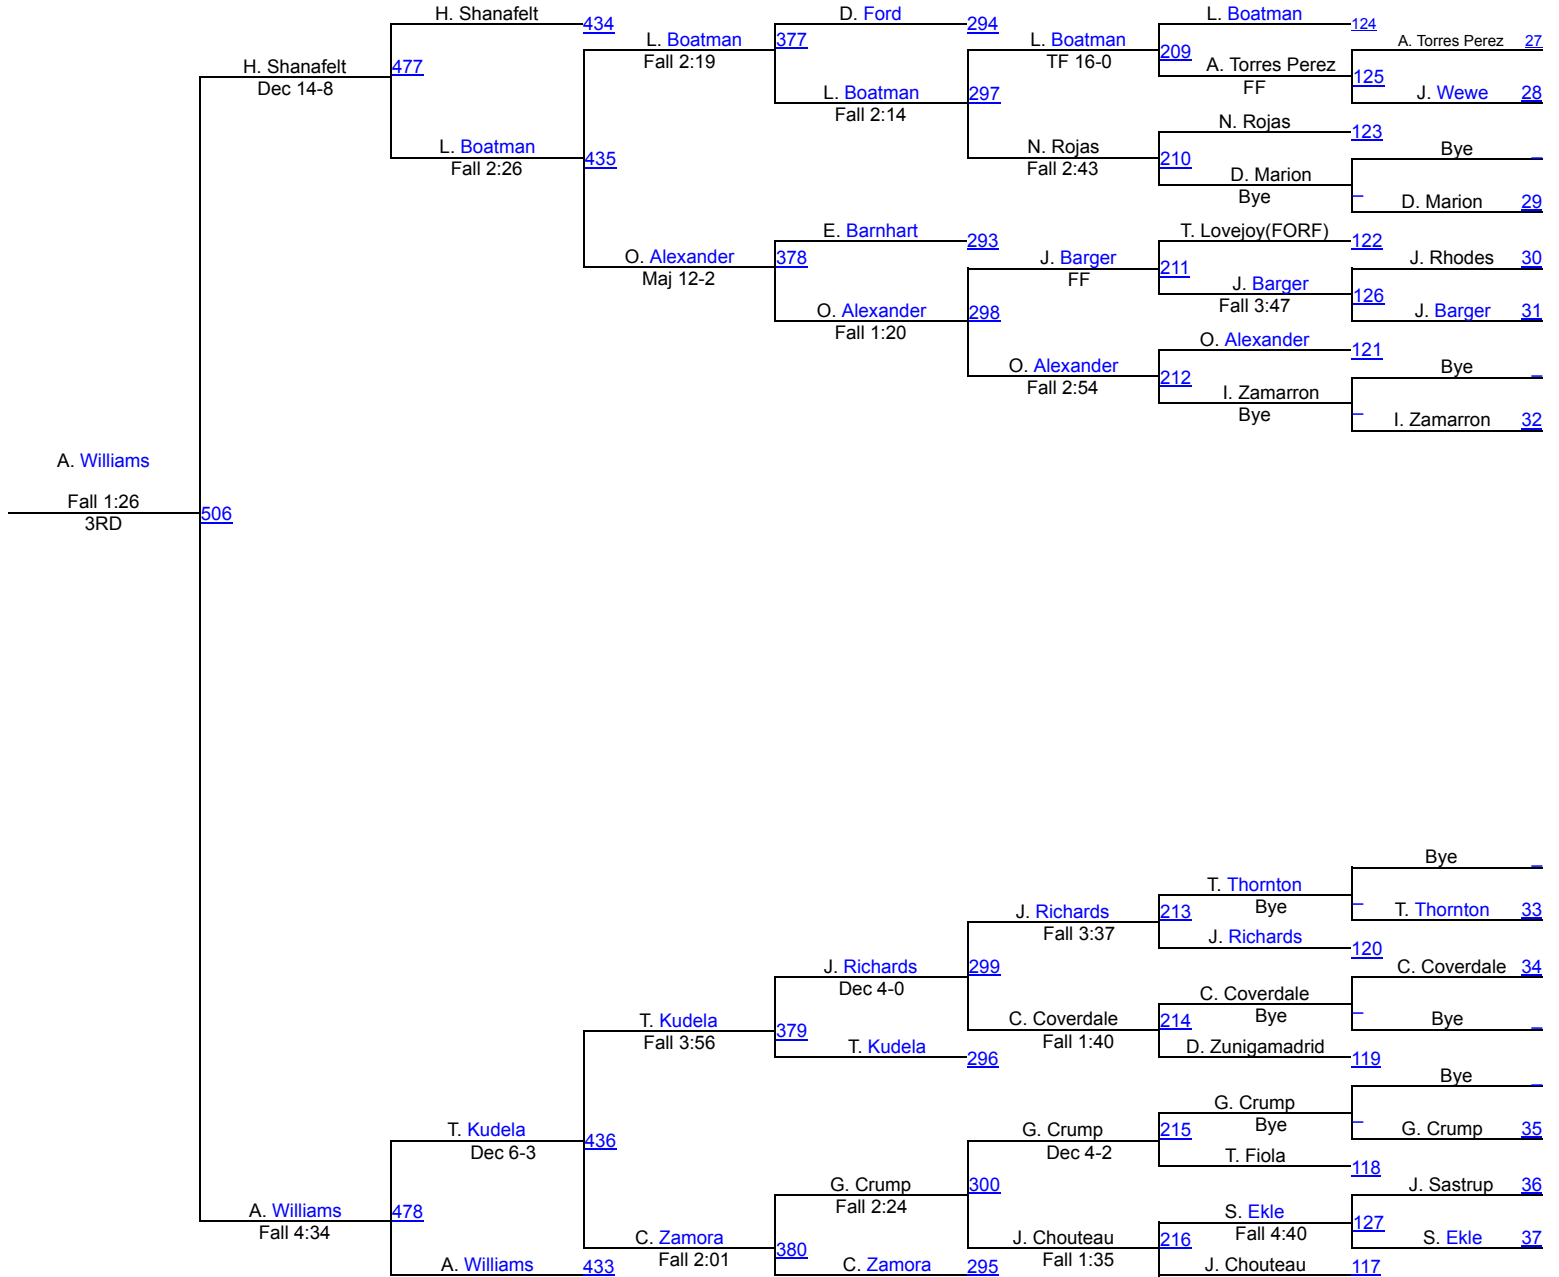 H. Shanafelt
434
D. Ford
294
L. Boatman
124
L. Boatman
377
Fall 2:19
L. Boatman
209
TF 16-0
A. Torres Perez
27
H. Shanafelt
477
Dec 14-8
A. Torres Perez
125
FF
L. Boatman
297
Fall 2:14
J. Wewe
28
N. Rojas
123
L. Boatman
435
Fall 2:26
N. Rojas
210
Fall 2:43
Bye
_
D. Marion
_
Bye
D. Marion
29
E. Barnhart
293
T. Lovejoy(FORF)
122
O. Alexander
378
Maj 12-2
J. Barger
211
FF
J. Rhodes
30
J. Barger
126
Fall 3:47
O. Alexander
298
Fall 1:20
J. Barger
31
O. Alexander
121
O. Alexander
212
Fall 2:54
Bye
_
I. Zamarron
_
Bye
I. Zamarron
32
A. Williams
Fall 1:26
506
3RD
Bye
_
T. Thornton
_
Bye
J. Richards
213
Fall 3:37
T. Thornton
33
J. Richards
120
J. Richards
299
Dec 4-0
C. Coverdale
34
C. Coverdale
_
Bye
T. Kudela
379
Fall 3:56
C. Coverdale
214
Fall 1:40
Bye
_
T. Kudela
296
D. Zunigamadrid
119
Bye
_
G. Crump
_
Bye
T. Kudela
436
Dec 6-3
G. Crump
215
Dec 4-2
G. Crump
35
T. Fiola
118
G. Crump
300
Fall 2:24
J. Sastrup
36
A. Williams
478
Fall 4:34
S. Ekle
127
Fall 4:40
C. Zamora
380
Fall 2:01
J. Chouteau
216
Fall 1:35
S. Ekle
37
A. Williams
433
C. Zamora
295
J. Chouteau
117